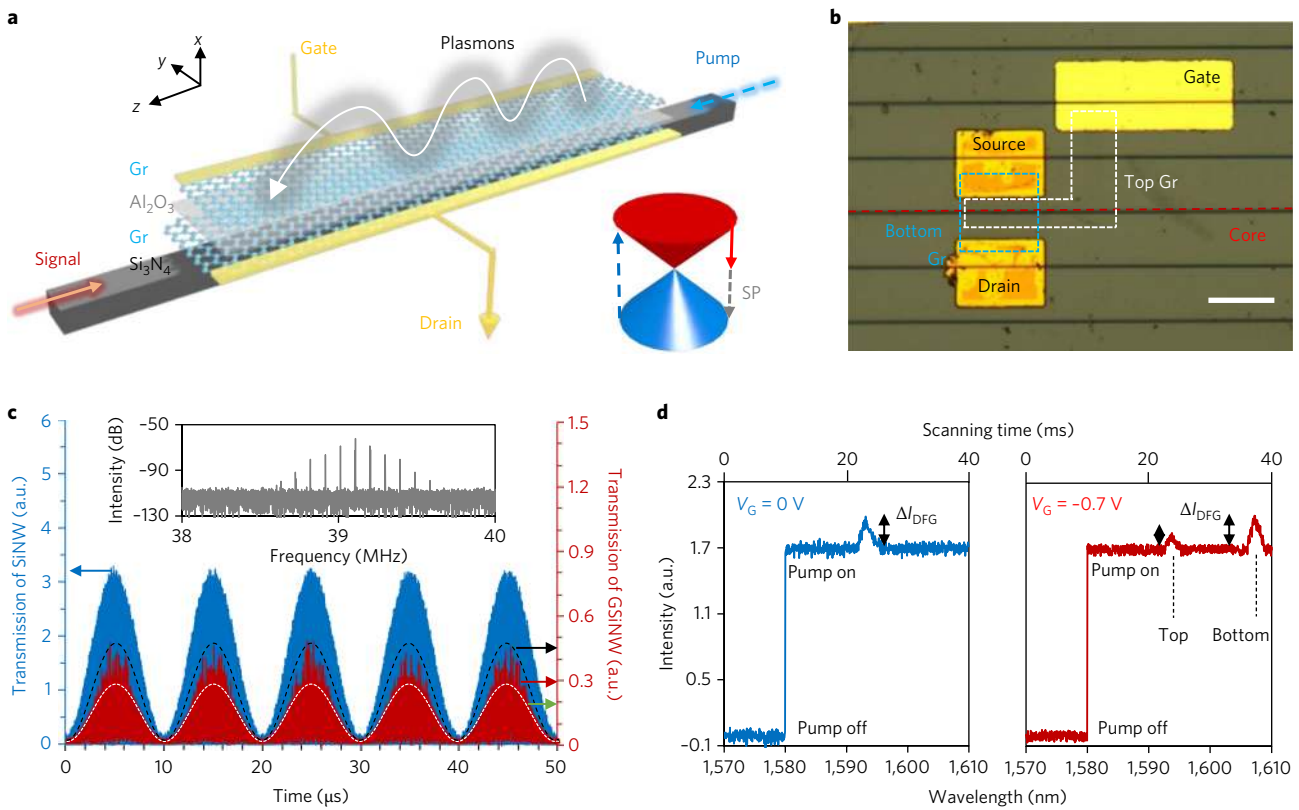 a
x
y
z
Gate
Plasmons
Pump
Gr
Al2O3
Gr
Si3N4
Signal
Drain
SP
b
Gate
Source
Top Gr
Bottom
Gr
Core
Drain
c
Transmission of SiNW (a.u.)
6
5
4
3
2
1
0
Intensity (dB)
–50
–90
–130
38
39
40
Frequency (MHz)
1.5
1.2
0.9
0.6
0.3
0
Transmission of GSiNW (a.u.)
0
10
20
30
40
50
Time (μs)
d
Scanning time (ms)
0
20
40
0
20
40
Intensity (a.u.)
2.3
1.7
1.1
0.5
–0.1
VG = 0 V
ΔIDFG
Pump on
Pump off
VG = –0.7 V
ΔIDFG
Pump on
Top
Bottom
Pump off
1,570
1,580
1,590
1,600
1,610
1,570
1,580
1,590
1,600
1,610
Wavelength (nm)